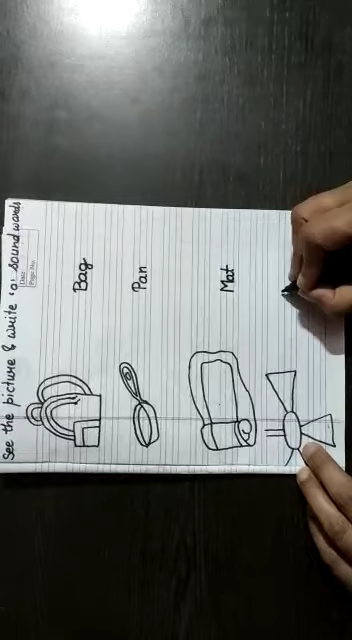 See the picture & write 'a' sound words
Date
Page No.
Bag
Pan
Mat